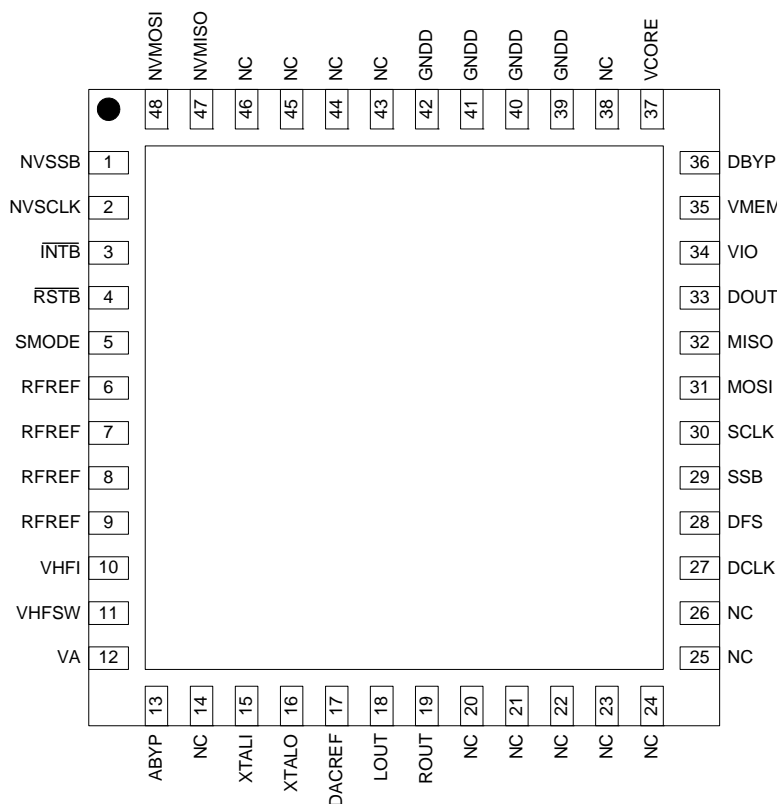 NVMOSI NVMISO NC NC NC NC GNDD GNDD GNDD GNDD NC VCORE
48 47 46 45 44 43 42 41 40 39 38 37
NVSSB 1 36 DBYP
NVSCLK 2 35 VMEM
INTB 3 34 VIO
RSTB 4 33 DOUT
SMODE 5 32 MISO
RFREF 6 31 MOSI
RFREF 7 30 SCLK
RFREF 8 29 SSB
RFREF 9 28 DFS
VHFI 10 27 DCLK
VHFSW 11 26 NC
VA 12 25 NC
13 14 15 16 17 18 19 20 21 22 23 24
ABYP NC XTALI XTALO DACREF LOUT ROUT NC NC NC NC NC